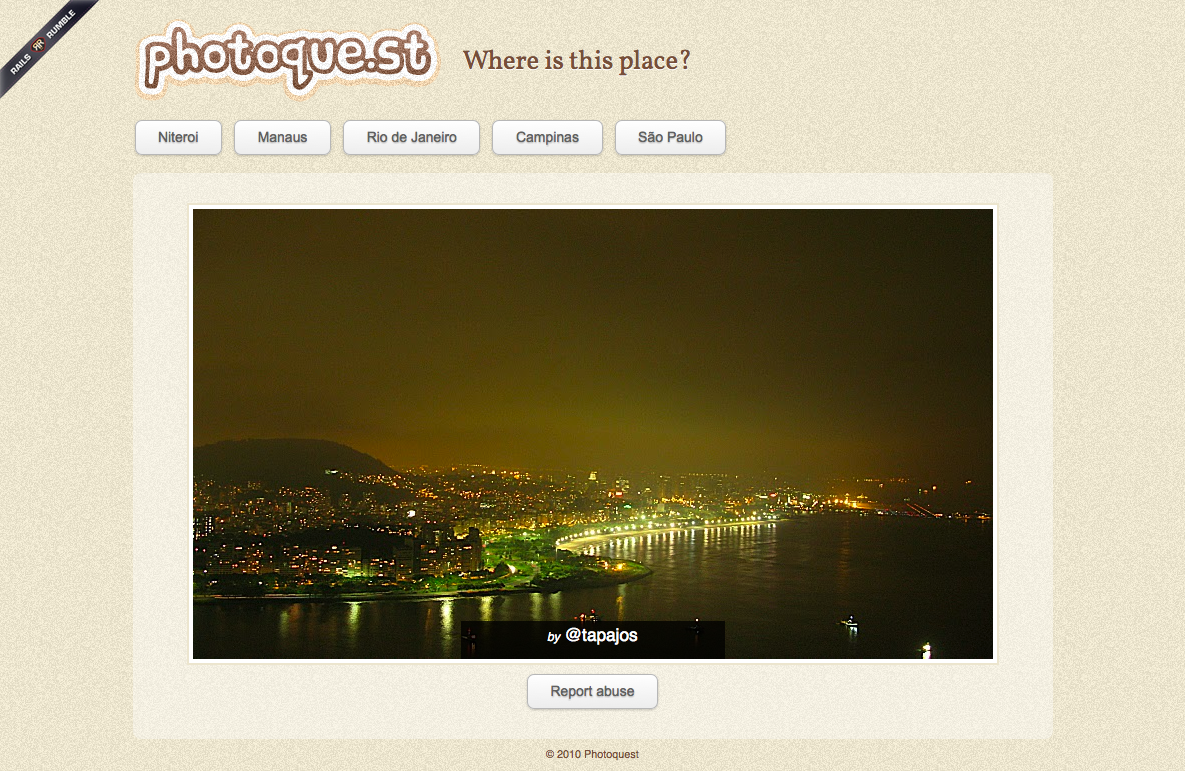 RAILS RR RUMBLE
photoque.st
Where is this place?
Niteroi Manaus Rio de Janeiro Campinas São Paulo
by @tapajos
Report abuse
© 2010 Photoquest